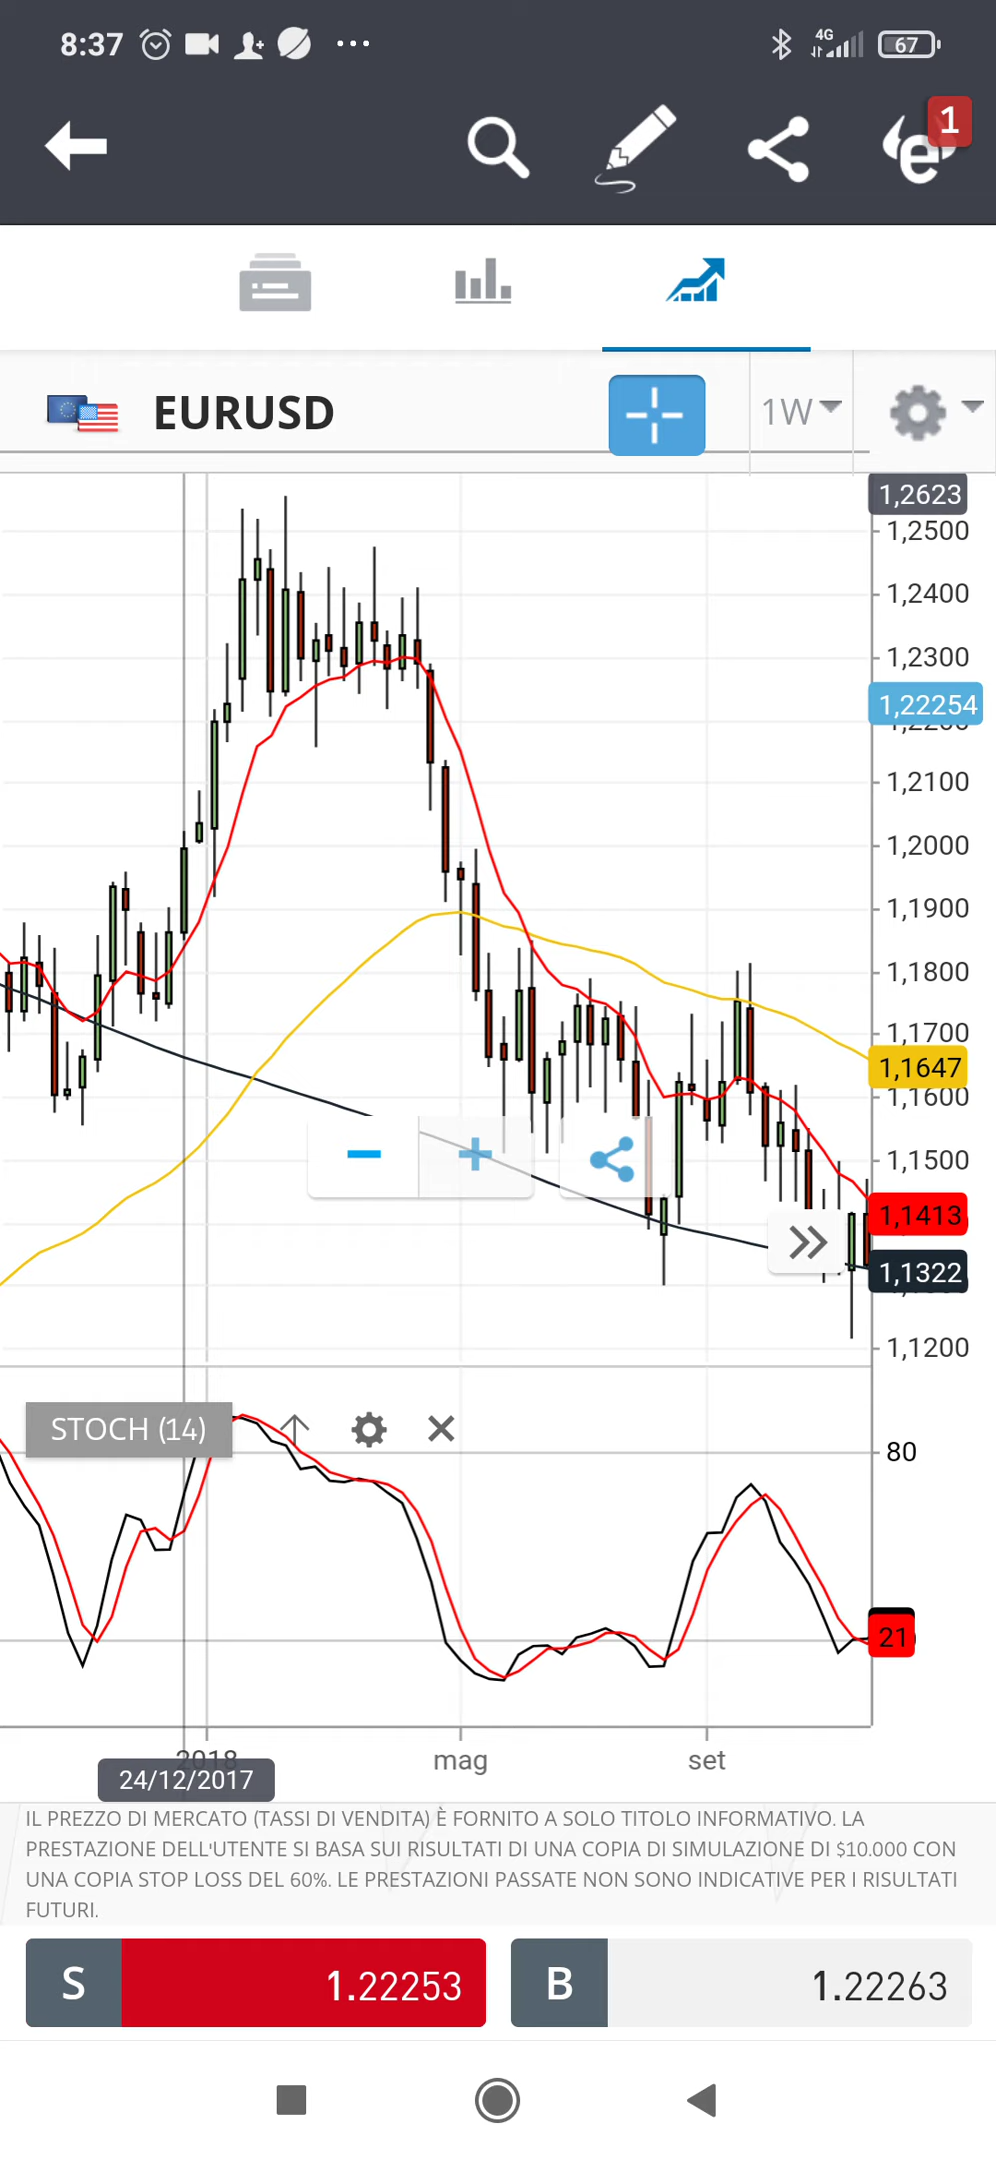 8:37
4G
67
1
EURUSD
1W
1,2623
1,2500
1,2400
1,2300
1,22254
1,2100
1,2000
1,1900
1,1800
1,1700
1,1647
1,1600
1,1500
1,1413
1,1322
1,1200
STOCH (14)
80
21
2018
mag
set
24/12/2017
IL PREZZO DI MERCATO (TASSI DI VENDITA) È FORNITO A SOLO TITOLO INFORMATIVO. LA
PRESTAZIONE DELL'UTENTE SI BASA SUI RISULTATI DI UNA COPIA DI SIMULAZIONE DI $10.000 CON
UNA COPIA STOP LOSS DEL 60%. LE PRESTAZIONI PASSATE NON SONO INDICATIVE PER I RISULTATI
FUTURI.
S 1.22253
B 1.22263